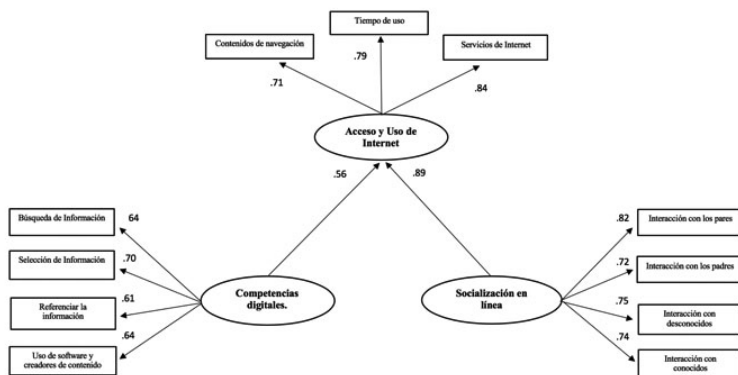 Tiempo de uso
Contenidos de navegación
Servicios de Internet
.79
.71
.84
Acceso y Uso de
Internet
.56
.89
Búsqueda de Información
64
Selección de Información
.70
Referenciar la
información
.61
Uso de software y
creadores de contenido
.64
Competencias
digitales.
Socialización en
línea
.82
Interacción con los pares
.72
Interacción con los padres
.75
Interacción con
desconocidos
.74
Interacción con
conocidos